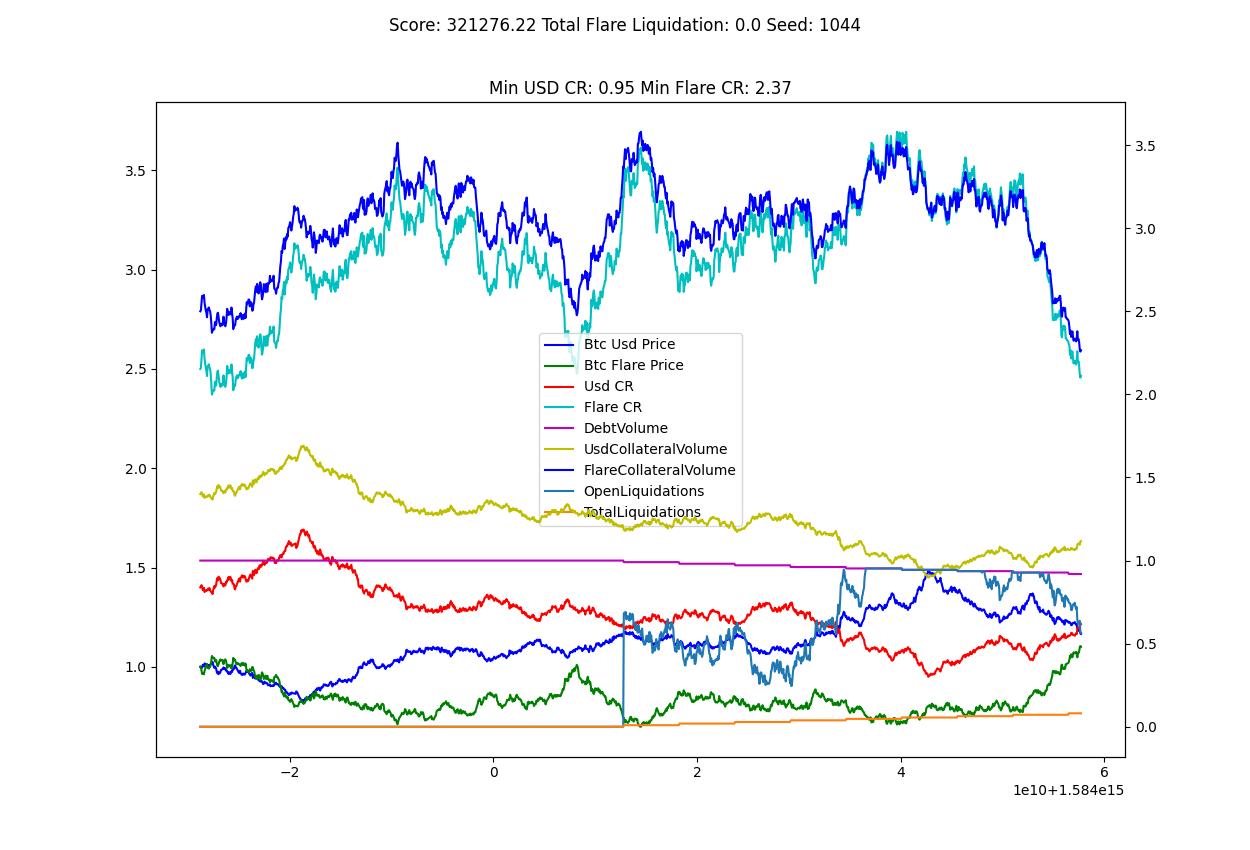 Score: 321276.22 Total Flare Liquidation: 0.0 Seed: 1044
Min USD CR: 0.95 Min Flare CR: 2.37
3.5
3.0
2.5
2.0
1.5
1.0
3.5
3.0
2.5
2.0
1.5
1.0
0.5
0.0
Btc Usd Price
Btc Flare Price
Usd CR
Flare CR
DebtVolume
UsdCollateralVolume
FlareCollateralVolume
OpenLiquidations
TotalLiquidations
−2 0 2 4 6
1e10+1.584e15